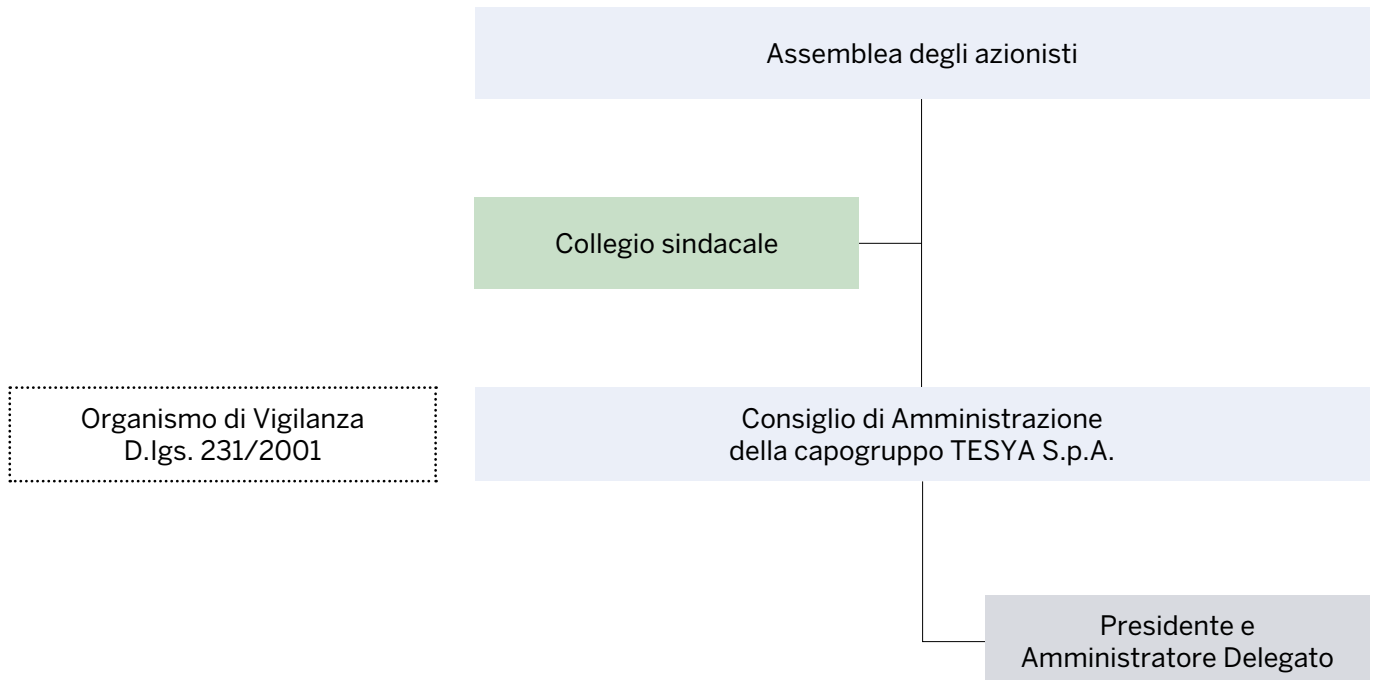 Assemblea degli azionisti
Collegio sindacale
Organismo di Vigilanza
D.lgs. 231/2001
Consiglio di Amministrazione
della capogruppo TESYA S.p.A.
Presidente e
Amministratore Delegato